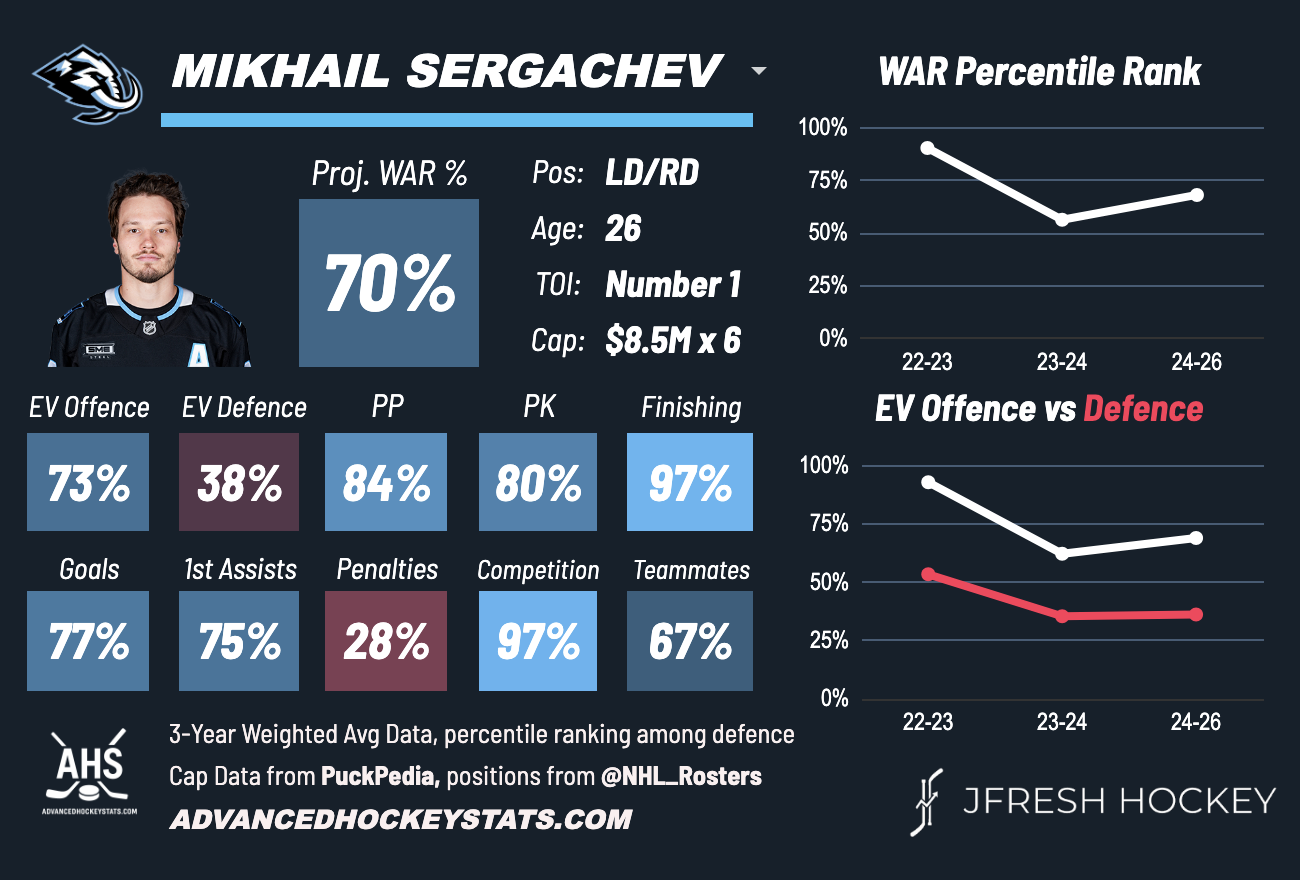 MIKHAIL SERGACHEV
Proj. WAR %
70%
Pos: LD/RD
Age: 26
TOI: Number 1
Cap: $8.5M x 6
SME
STEEL
A
EV Offence EV Defence PP PK Finishing
73% 38% 84% 80% 97%
Goals 1st Assists Penalties Competition Teammates
77% 75% 28% 97% 67%
AHS
ADVANCEDHOCKEYSTATS.COM
3-Year Weighted Avg Data, percentile ranking among defence
Cap Data from PuckPedia, positions from @NHL_Rosters
ADVANCEDHOCKEYSTATS.COM
WAR Percentile Rank
100%
75%
50%
25%
0%
22-23 23-24 24-26
EV Offence vs Defence
100%
75%
50%
25%
0%
22-23 23-24 24-26
JFRESH HOCKEY